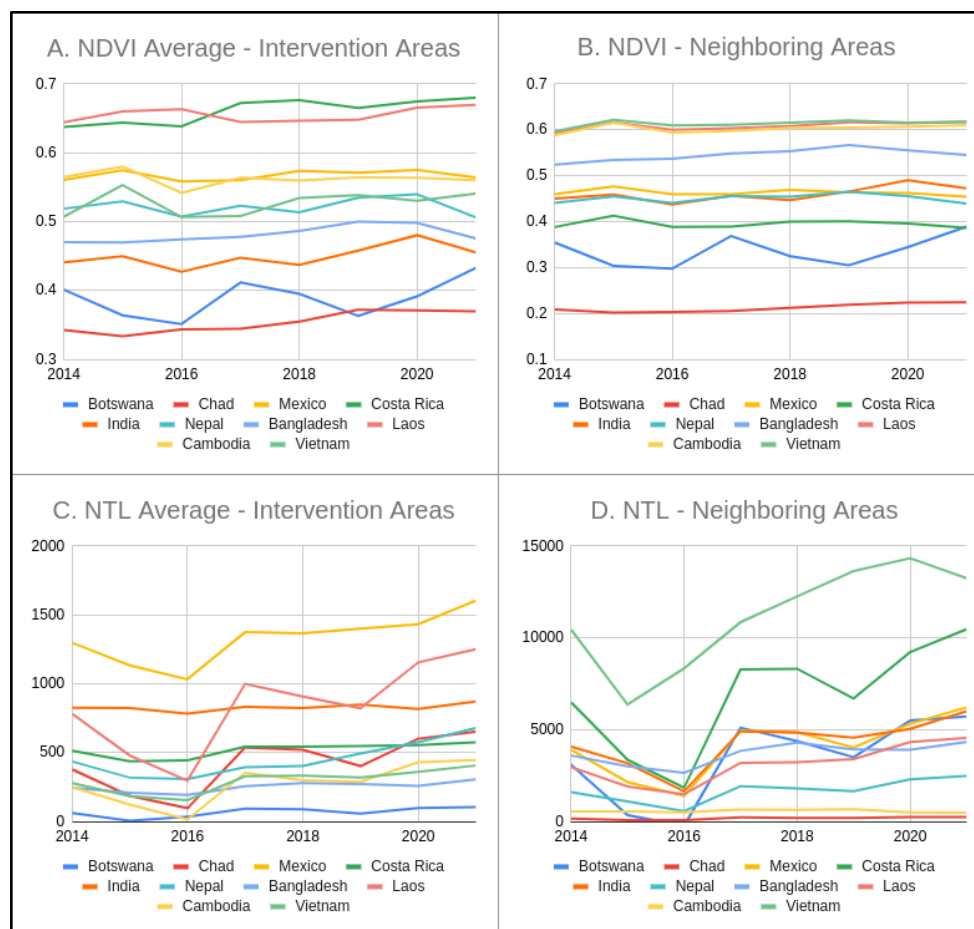 A. NDVI Average - Intervention Areas
0.7
0.6
0.5
0.4
0.3
2014 2016 2018 2020
Botswana Chad Mexico Costa Rica
India Nepal Bangladesh Laos
Cambodia Vietnam
B. NDVI - Neighboring Areas
0.7
0.6
0.5
0.4
0.3
0.2
0.1
2014 2016 2018 2020
Botswana Chad Mexico Costa Rica
India Nepal Bangladesh Laos
Cambodia Vietnam
C. NTL Average - Intervention Areas
2000
1500
1000
500
0
2014 2016 2018 2020
Botswana Chad Mexico Costa Rica
India Nepal Bangladesh Laos
Cambodia Vietnam
D. NTL - Neighboring Areas
15000
10000
5000
0
2014 2016 2018 2020
Botswana Chad Mexico Costa Rica
India Nepal Bangladesh Laos
Cambodia Vietnam